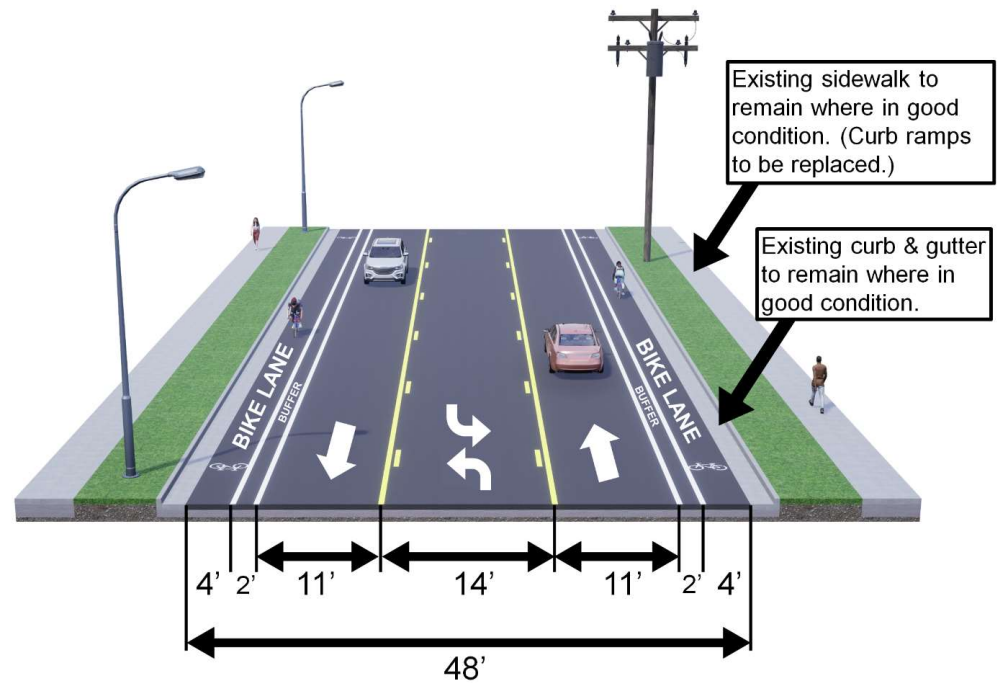 Existing sidewalk to
remain where in good
condition. (Curb ramps
to be replaced.)
Existing curb & gutter
to remain where in
good condition.
BIKE LANE
BUFFER
BIKE LANE
BUFFER
4’ 2’ 11’ 14’ 11’ 2’ 4’
48’